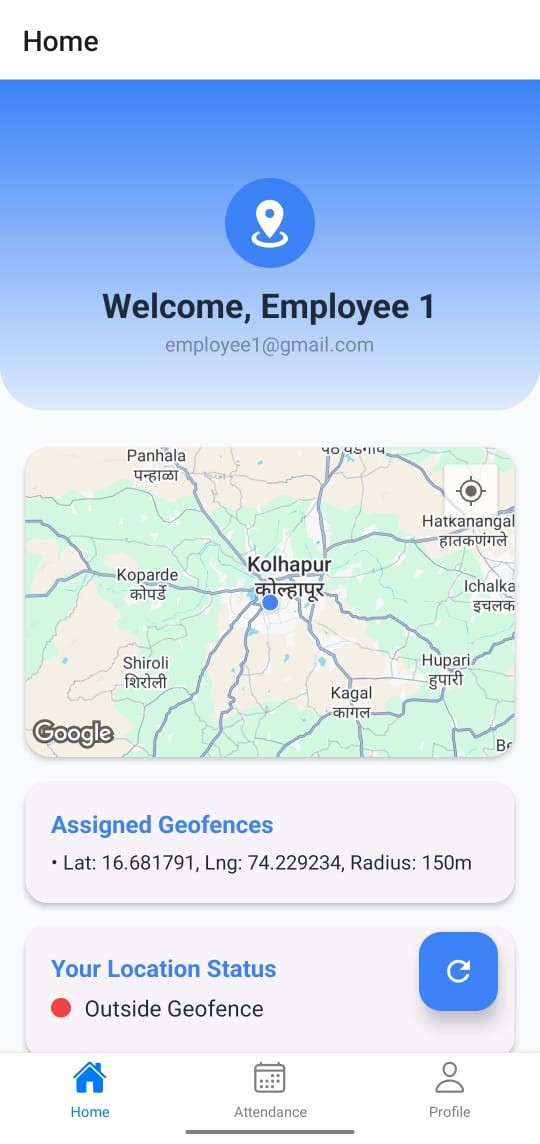 Home
Welcome, Employee 1
employee1@gmail.com
Panhala
पन्हाळा
Hatkanangal
हातकणंगले
Kolhapur
कोल्हापूर
Koparde
कोपर्डे
Ichalka
इचलक
Shiroli
शिरोली
Hupari
हुपारी
Kagal
कागल
Google
Be
Assigned Geofences
• Lat: 16.681791, Lng: 74.229234, Radius: 150m
Your Location Status
Outside Geofence
Home
Attendance
Profile